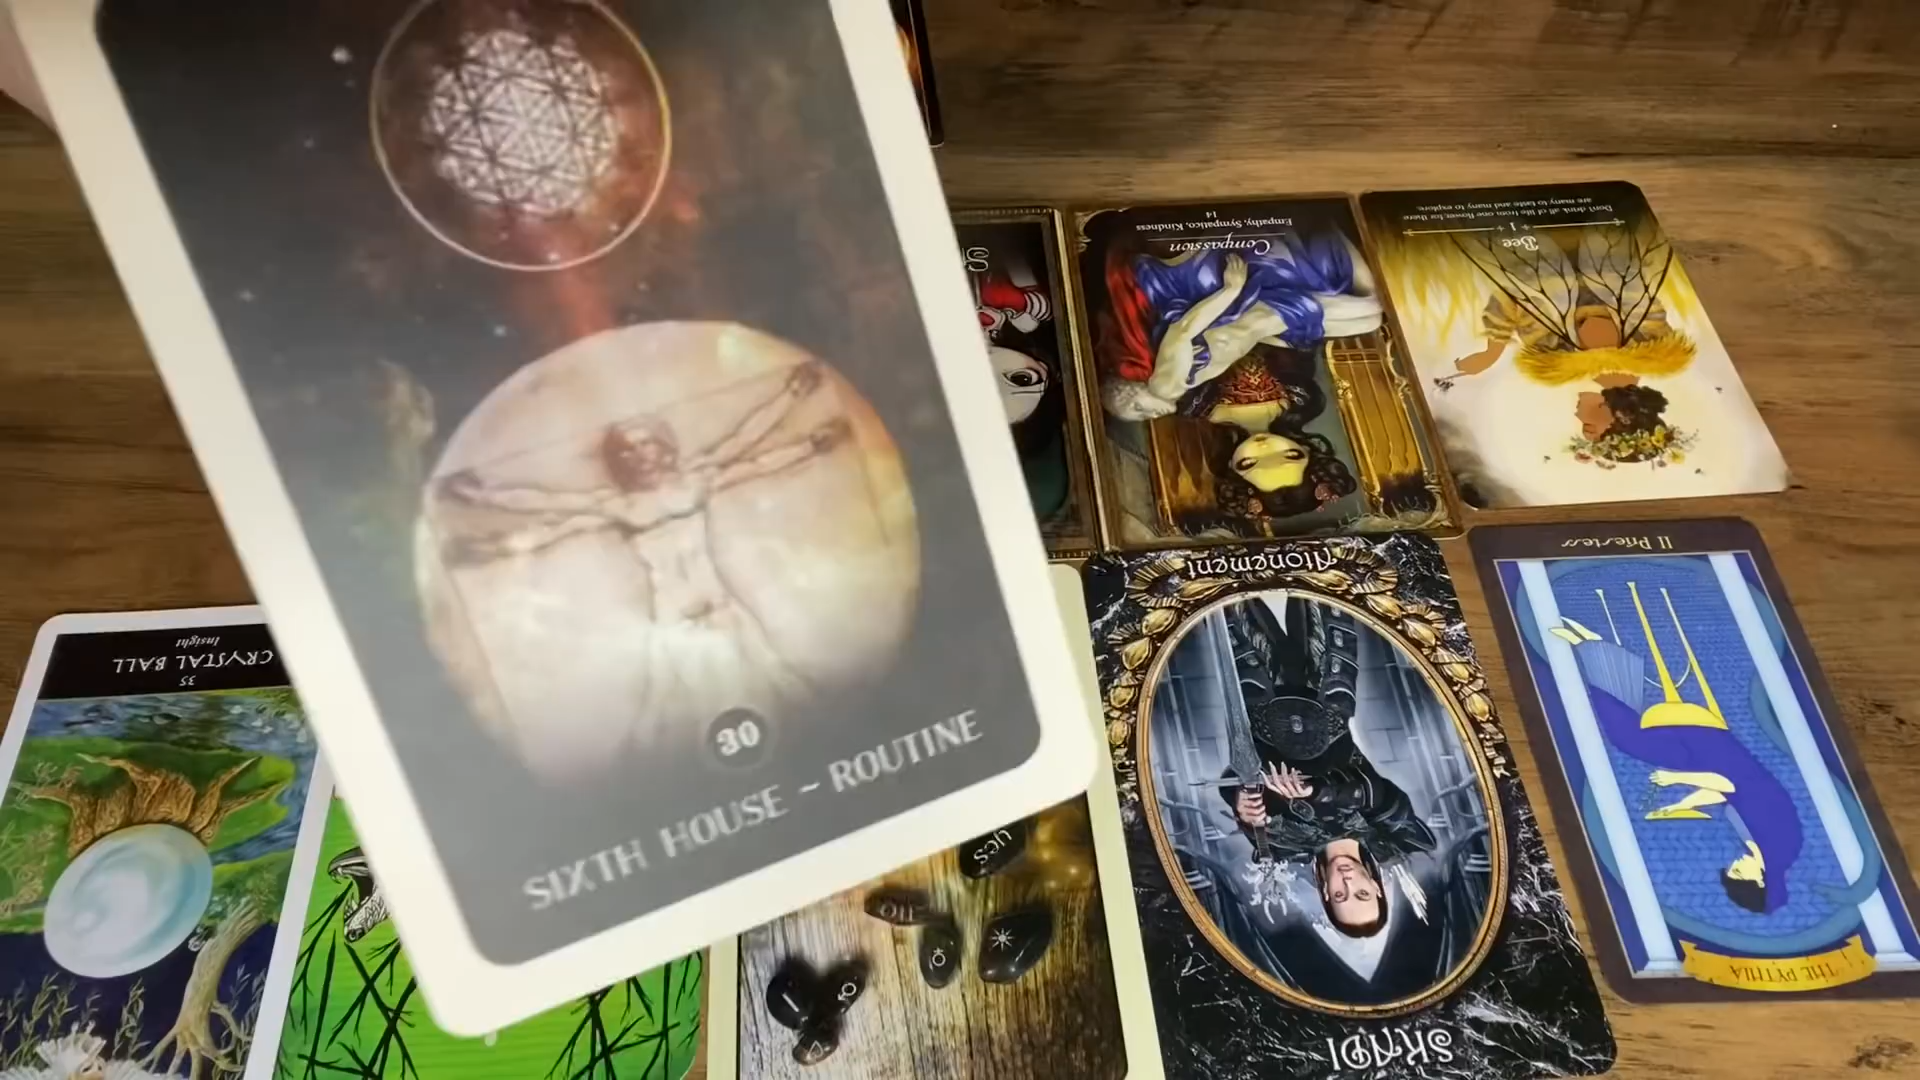 30
SIXTH HOUSE ~ ROUTINE
Compassion
Empathy, Sympatico, Kindness
14
Bee
+ 1 +
Don't drink all of life from one flower, for there
are many to taste and many to explore.
35
CRYSTAL BALL
Insight
Atonement
SKADI
II Priestess
THE PYTHIA